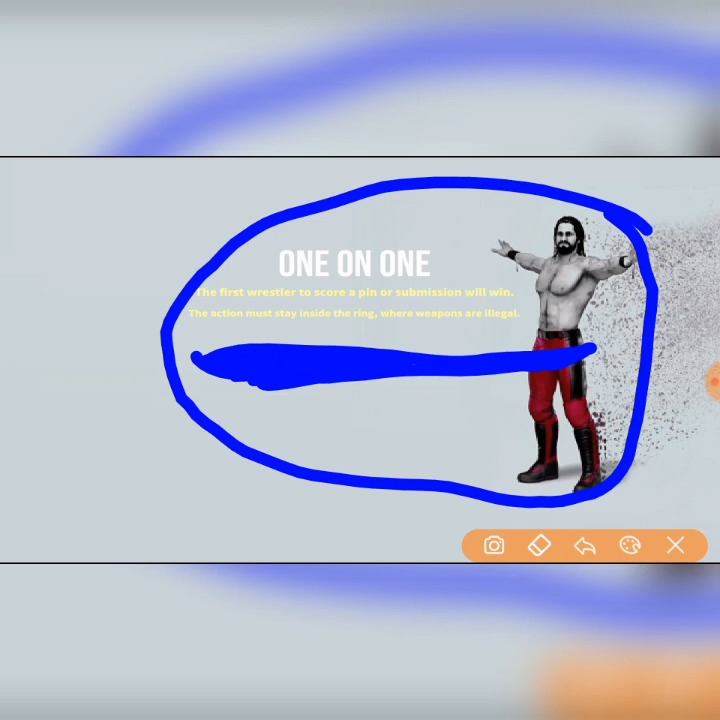 ONE ON ONE
The first wrestler to score a pin or submission will win.
The action must stay inside the ring, where weapons are illegal.